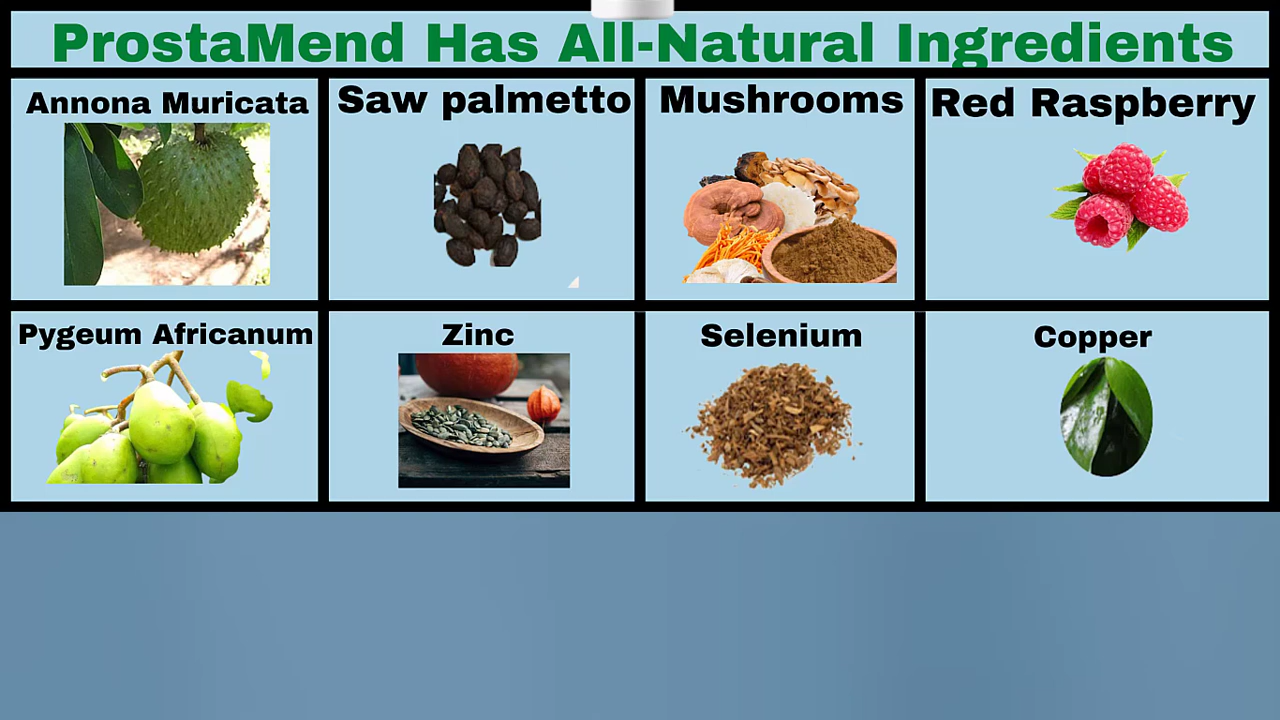 ProstaMend Has All-Natural Ingredients
Annona Muricata
Saw palmetto
Mushrooms
Red Raspberry
Pygeum Africanum
Zinc
Selenium
Copper